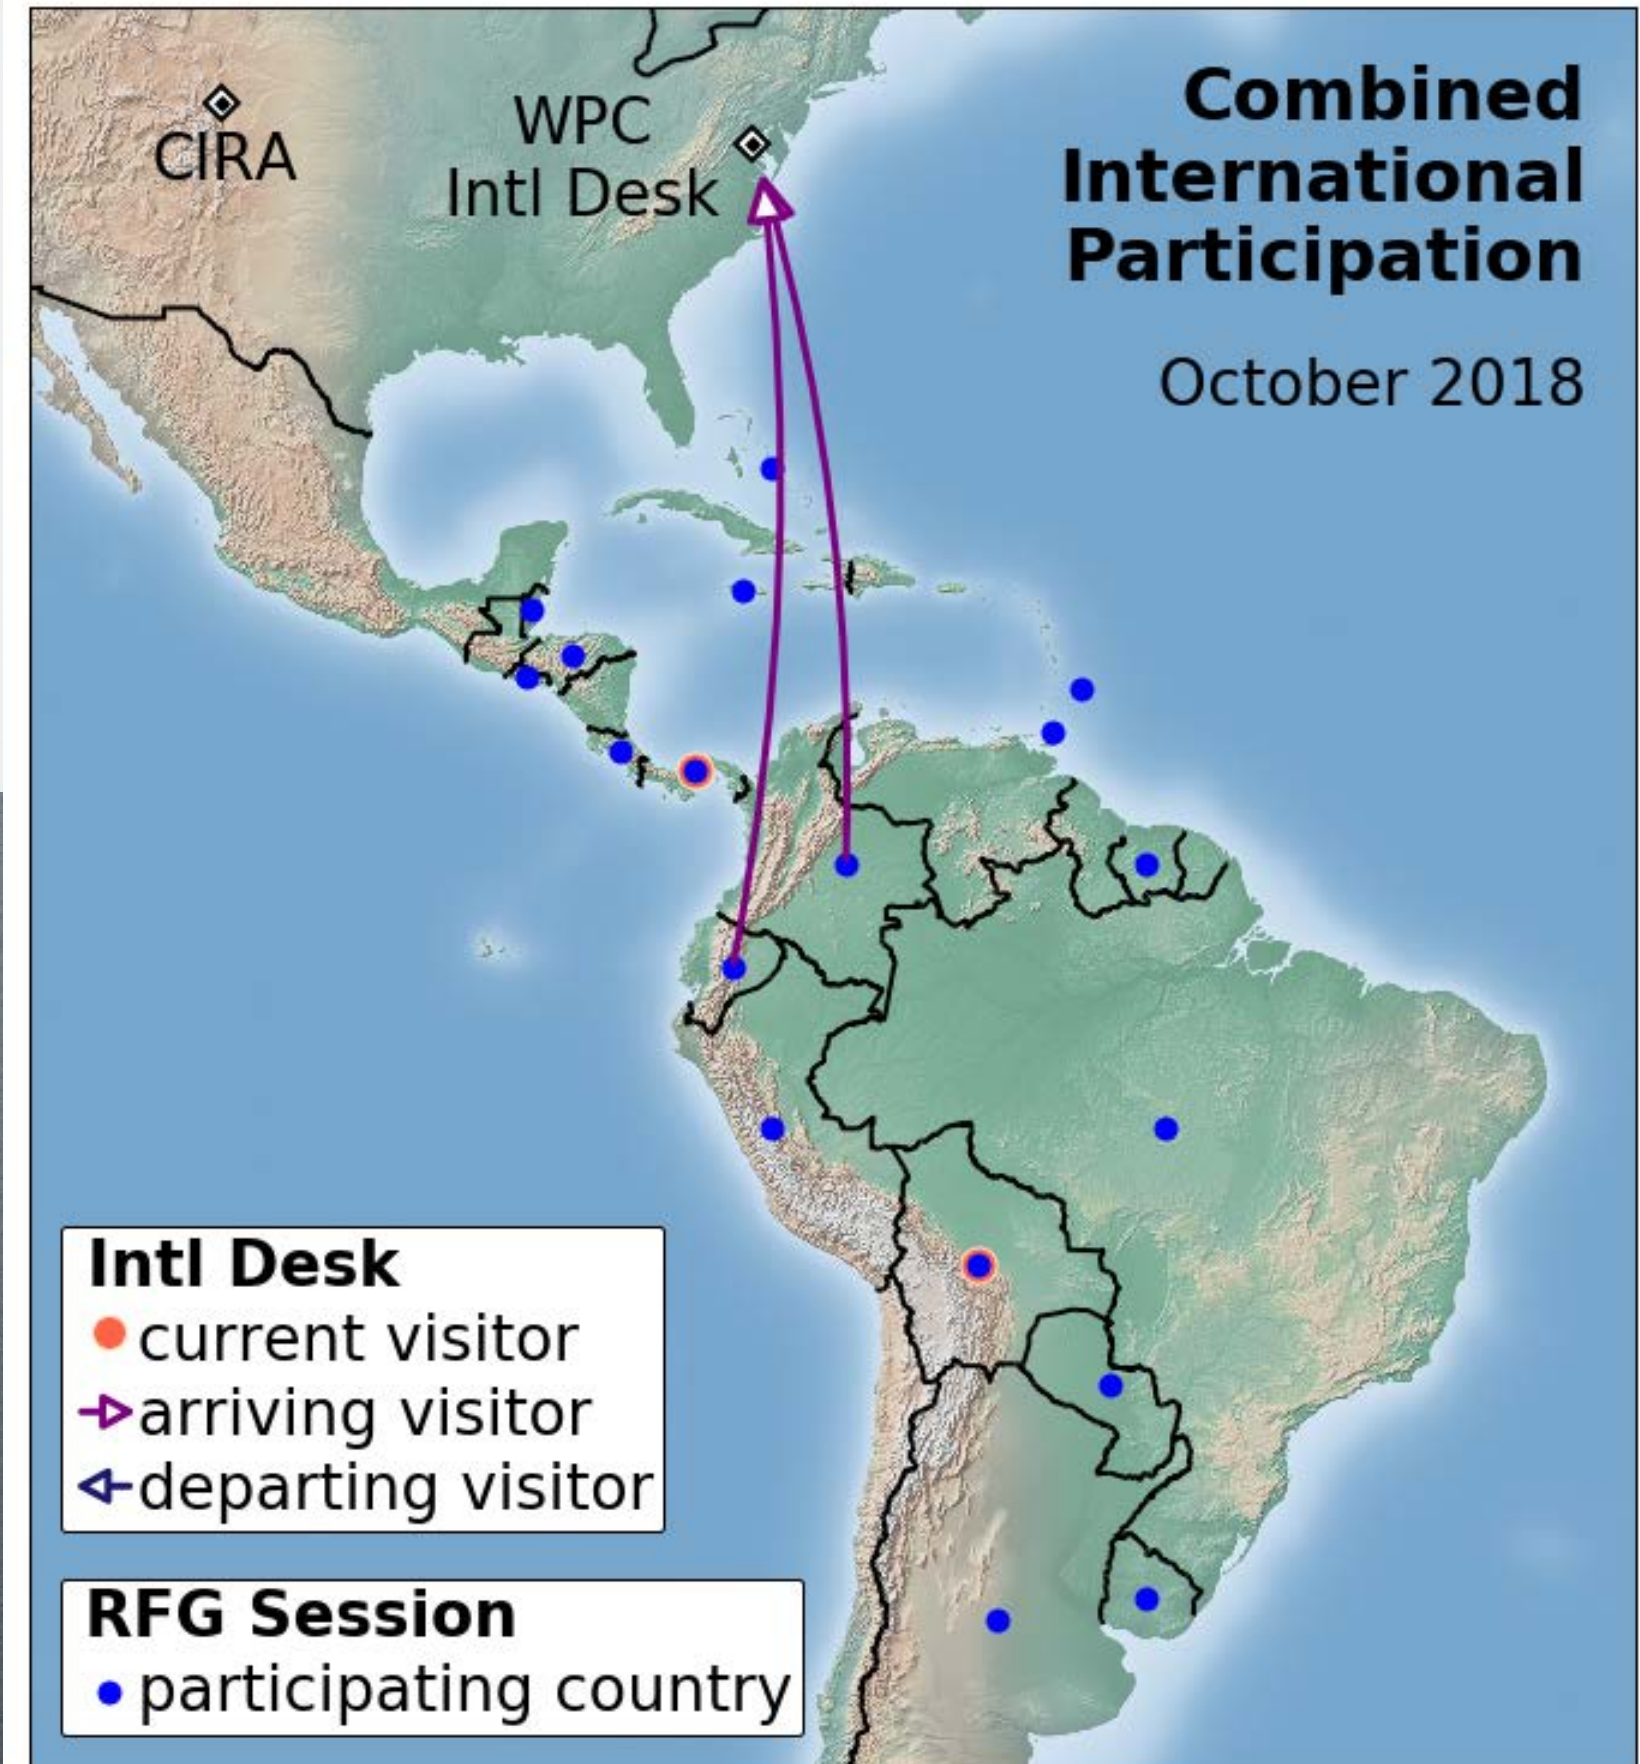 Combined
International
Participation
October 2018
CIRA
WPC
Intl Desk
Intl Desk
current visitor
arriving visitor
departing visitor
RFG Session
participating country